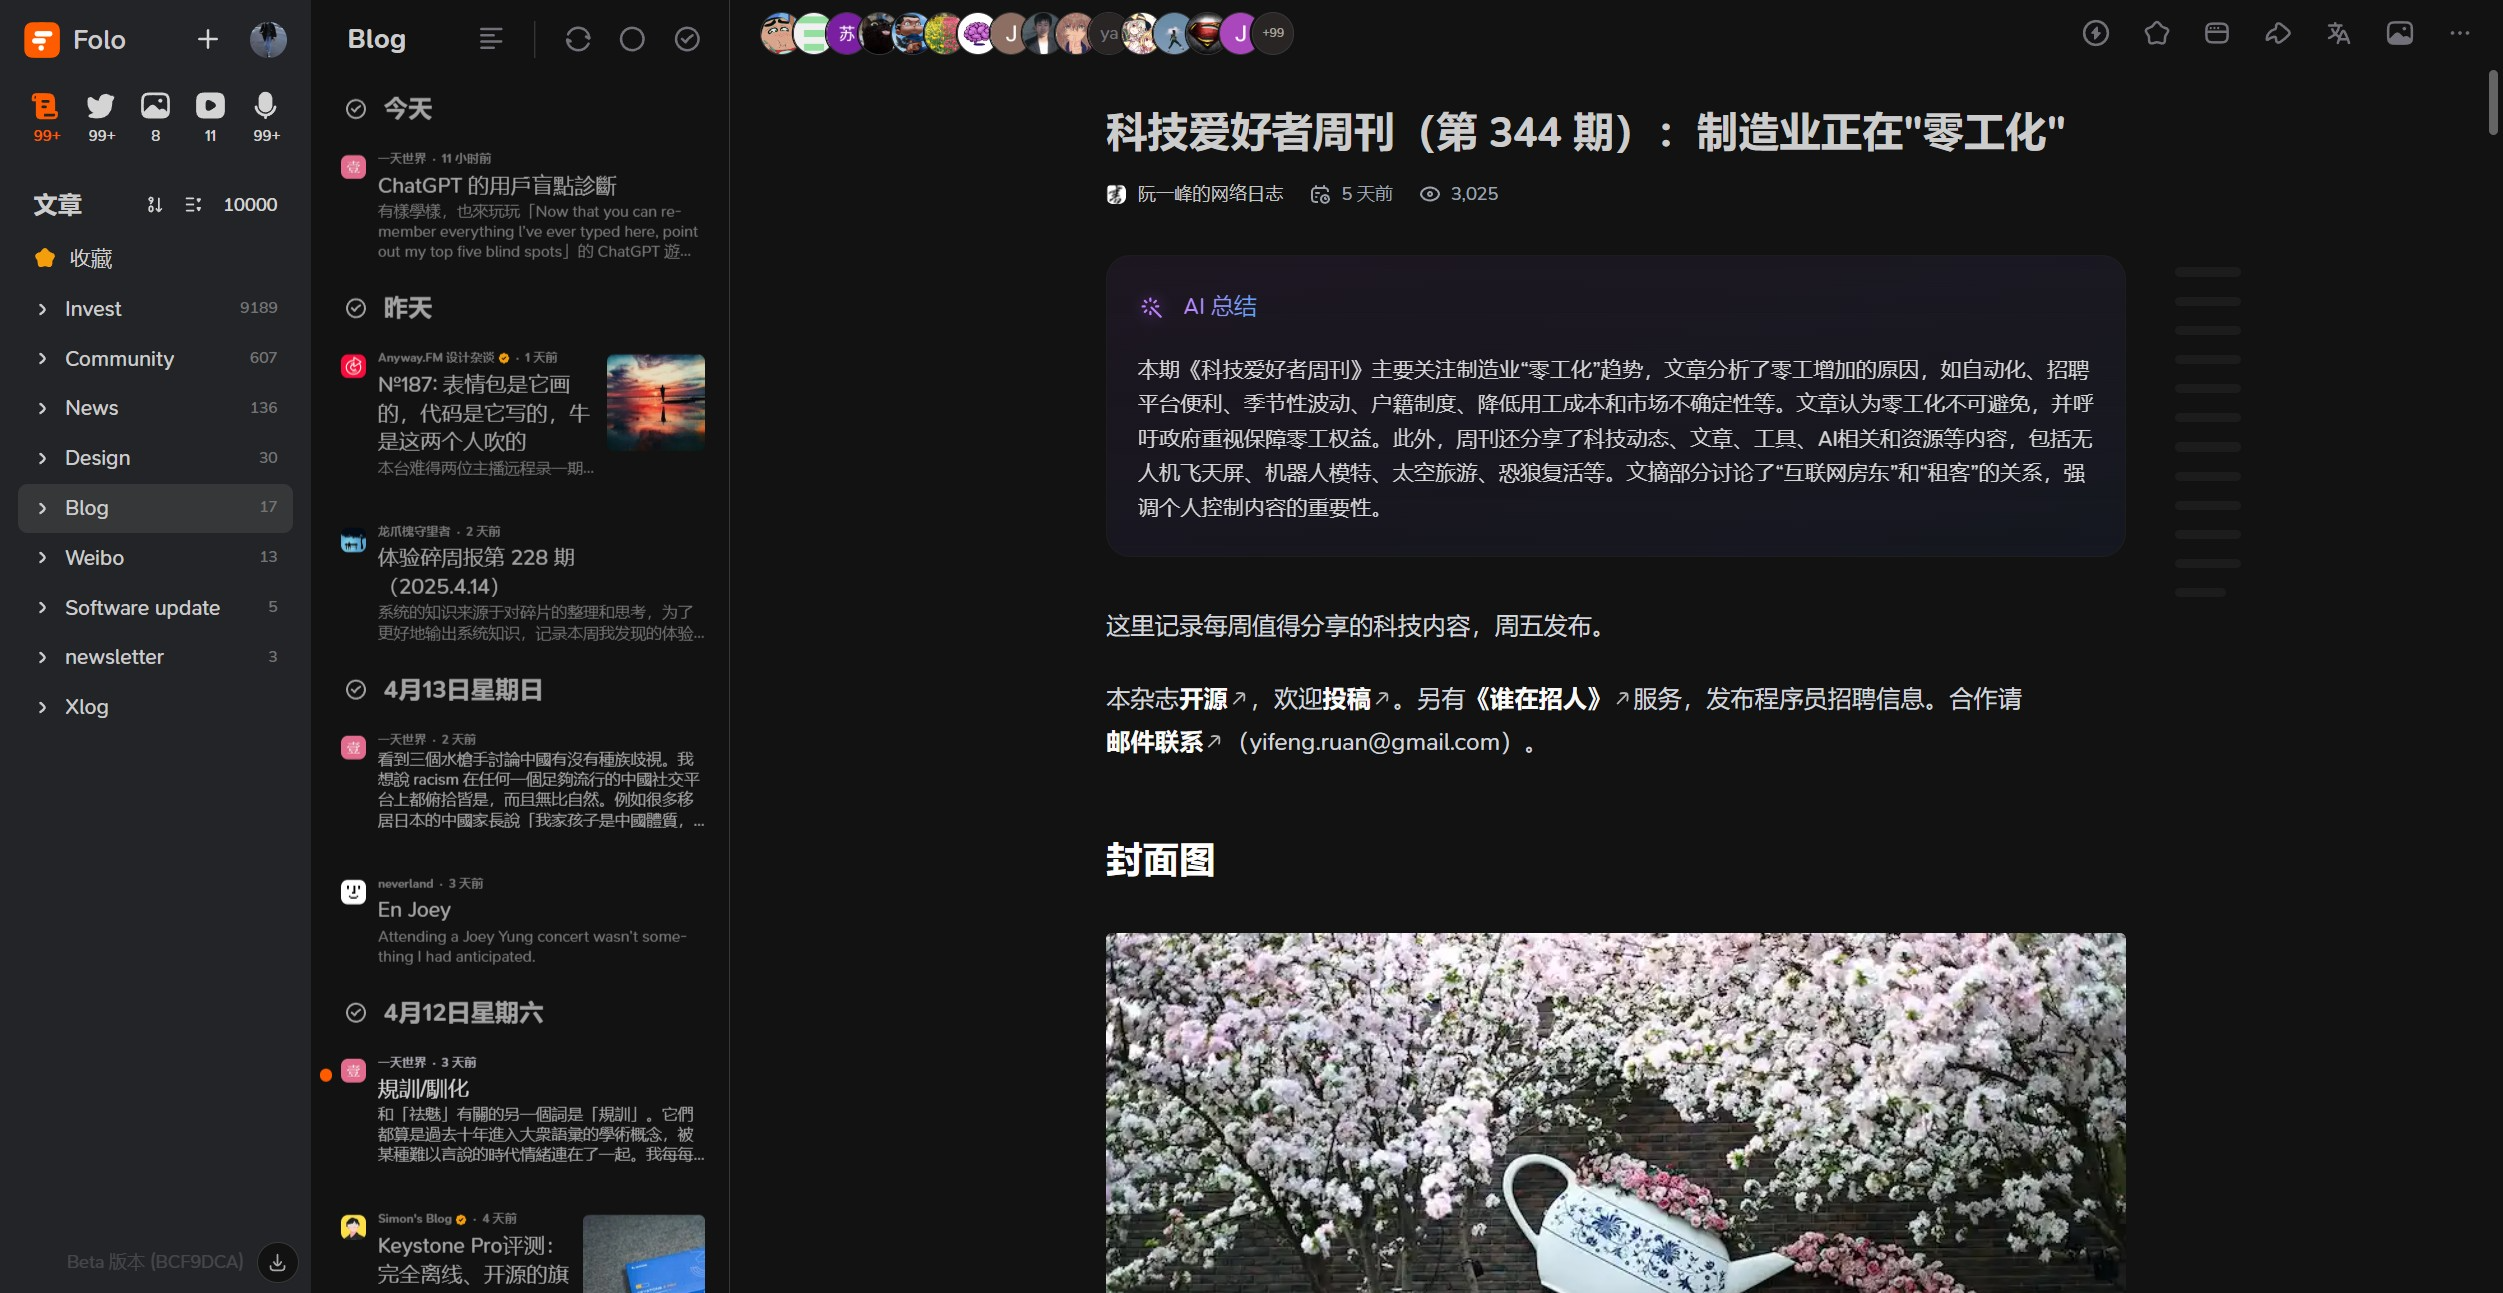 Folo
99+
99+
8
11
99+
文章
10000
收藏
Invest
9189
Community
607
News
136
Design
30
Blog
17
Weibo
13
Software update
5
newsletter
3
Xlog
Beta 版本 (BCF9DCA)
Blog
今天
一天世界 · 11 小时前
ChatGPT 的用戶盲點診斷
有樣學樣，也來玩玩「Now that you can re-
member everything I've ever typed here, point
out my top five blind spots」的 ChatGPT 遊...
昨天
Anyway.FM 设计杂谈 · 1 天前
№187: 表情包是它画
的，代码是它写的，牛
是这两个人吹的
本台难得两位主播远程录一期...
龙爪槐守望者 · 2 天前
体验碎周报第 228 期
（2025.4.14）
系统的知识来源于对碎片的整理和思考，为了
更好地输出系统知识，记录本周我发现的体验...
4月13日星期日
一天世界 · 2 天前
看到三個水槍手討論中國有沒有種族歧視。我
想說 racism 在任何一個足夠流行的中國社交平
台上都俯拾皆是，而且無比自然。例如很多移
居日本的中國家長說「我家孩子是中國體質，...
neverland · 3 天前
En Joey
Attending a Joey Yung concert wasn't some-
thing I had anticipated.
4月12日星期六
一天世界 · 3 天前
規訓/馴化
和「祛魅」有關的另一個詞是「規訓」。它們
都算是過去十年進入大衆語彙的學術概念，被
某種難以言說的時代情緒連在了一起。我每每...
Simon's Blog · 4 天前
Keystone Pro评测：
完全离线、开源的旗
苏
J
ya
J
+99
科技爱好者周刊（第 344 期）：制造业正在"零工化"
阮一峰的网络日志
5 天前
3,025
AI 总结
本期《科技爱好者周刊》主要关注制造业“零工化”趋势，文章分析了零工增加的原因，如自动化、招聘
平台便利、季节性波动、户籍制度、降低用工成本和市场不确定性等。文章认为零工化不可避免，并呼
吁政府重视保障零工权益。此外，周刊还分享了科技动态、文章、工具、AI相关和资源等内容，包括无
人机飞天屏、机器人模特、太空旅游、恐狼复活等。文摘部分讨论了“互联网房东”和“租客”的关系，强
调个人控制内容的重要性。
这里记录每周值得分享的科技内容，周五发布。
本杂志开源↗，欢迎投稿↗。另有《谁在招人》↗服务，发布程序员招聘信息。合作请
邮件联系↗（yifeng.ruan@gmail.com）。
封面图